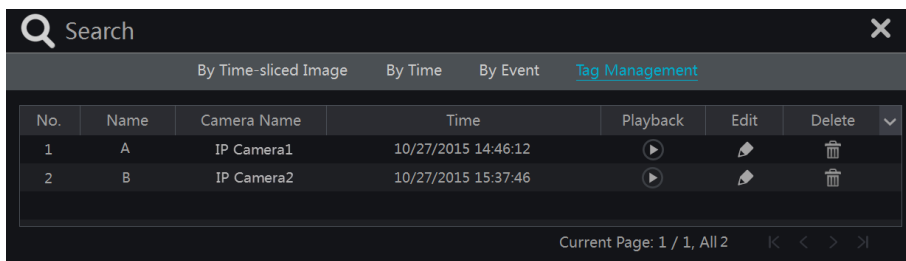 Search
By Time-sliced Image By Time By Event Tag Management
No. Name Camera Name Time Playback Edit Delete
1 A IP Camera1 10/27/2015 14:46:12
2 B IP Camera2 10/27/2015 15:37:46
Current Page: 1 / 1, All 2